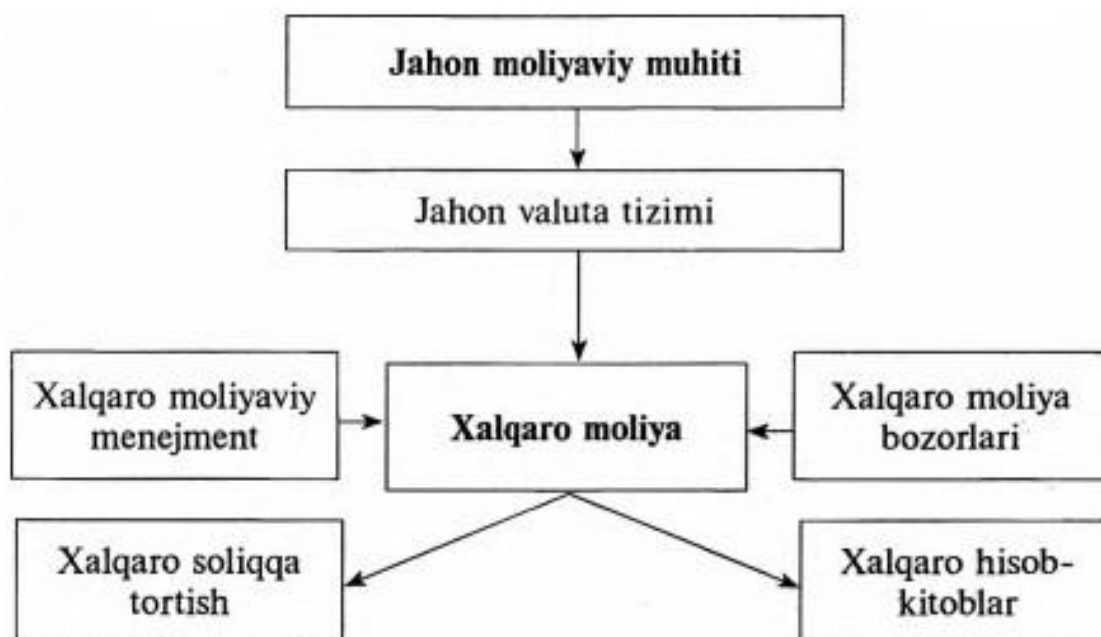 Jahon moliyaviy muhiti
Jahon valuta tizimi
Xalqaro moliyaviy
menejment
Xalqaro moliya
Xalqaro moliya
bozorlari
Xalqaro soliqqa
tortish
Xalqaro hisob-
kitoblar